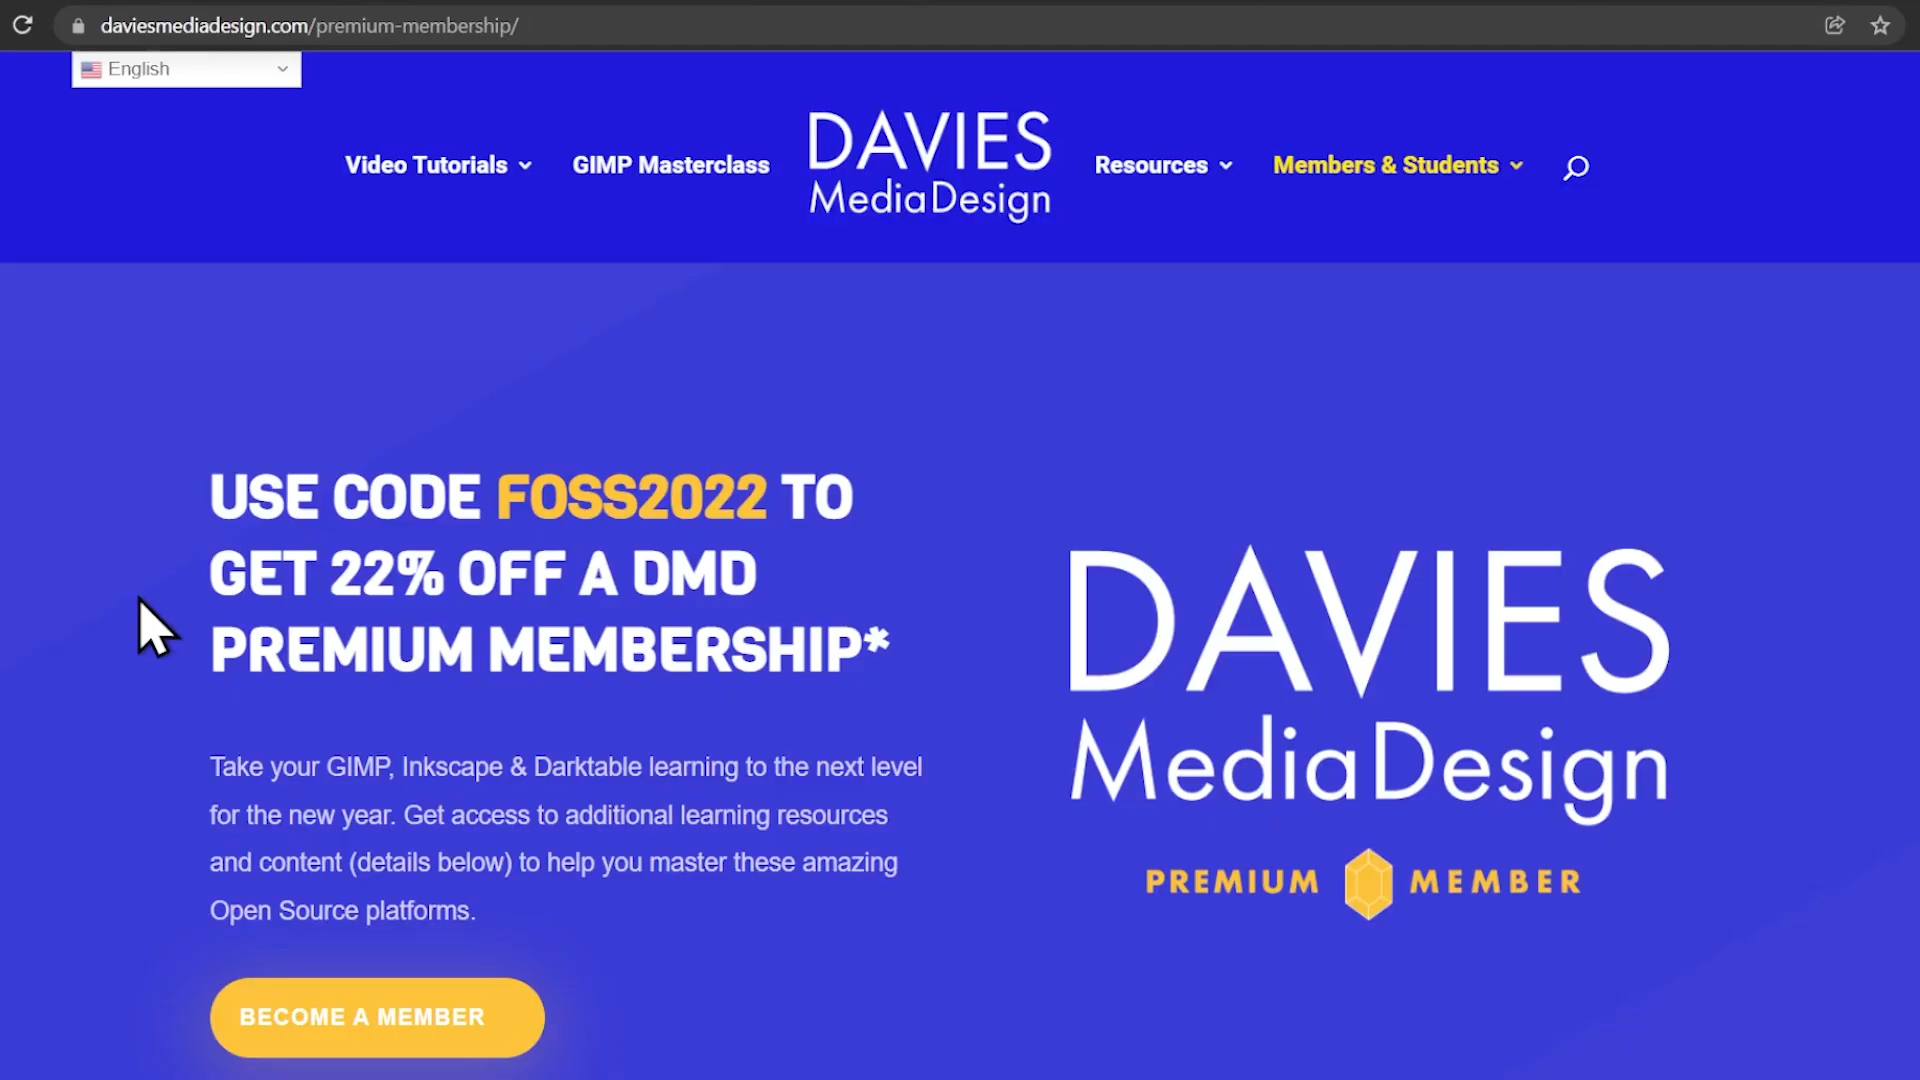 daviesmediadesign.com/premium-membership/
English
Video Tutorials
GIMP Masterclass
DAVIES
MediaDesign
Resources
Members & Students
USE CODE FOSS2022 TO
GET 22% OFF A DMD
PREMIUM MEMBERSHIP*
Take your GIMP, Inkscape & Darktable learning to the next level
for the new year. Get access to additional learning resources
and content (details below) to help you master these amazing
Open Source platforms.
BECOME A MEMBER
DAVIES
MediaDesign
PREMIUM MEMBER